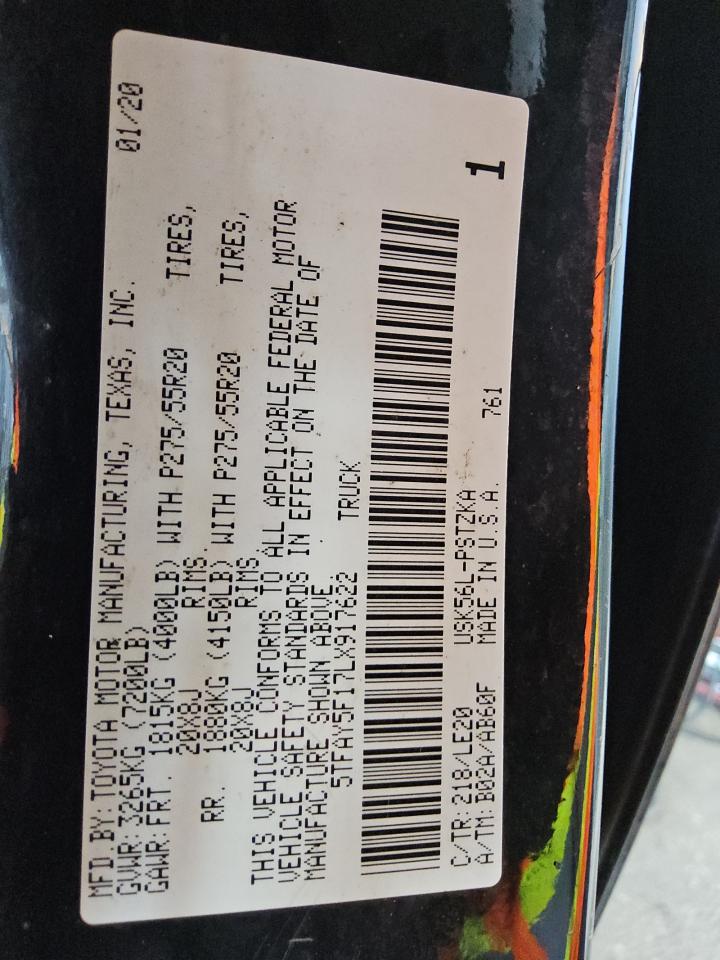 MFD.BY:TOYOTA MOTOR MANUFACTURING, TEXAS, INC. 01/20
GVWR:3265KG(7200LB)
GAWR:FRT. 1815KG (4000LB) WITH P275/55R20 TIRES,
20X8J RIMS.
RR. 1880KG (4150LB) WITH P275/55R20 TIRES,
20X8J RIMS
THIS VEHICLE CONFORMS TO ALL APPLICABLE FEDERAL MOTOR
VEHICLE SAFETY STANDARDS IN EFFECT ON THE DATE OF
MANUFACTURE SHOWN ABOVE.
5TFAY5F17LX917622 TRUCK
1
C/TR:218/LE20 USK56L-PSTZKA
A/TM:B02A/AB60F MADE IN U.S.A. 761